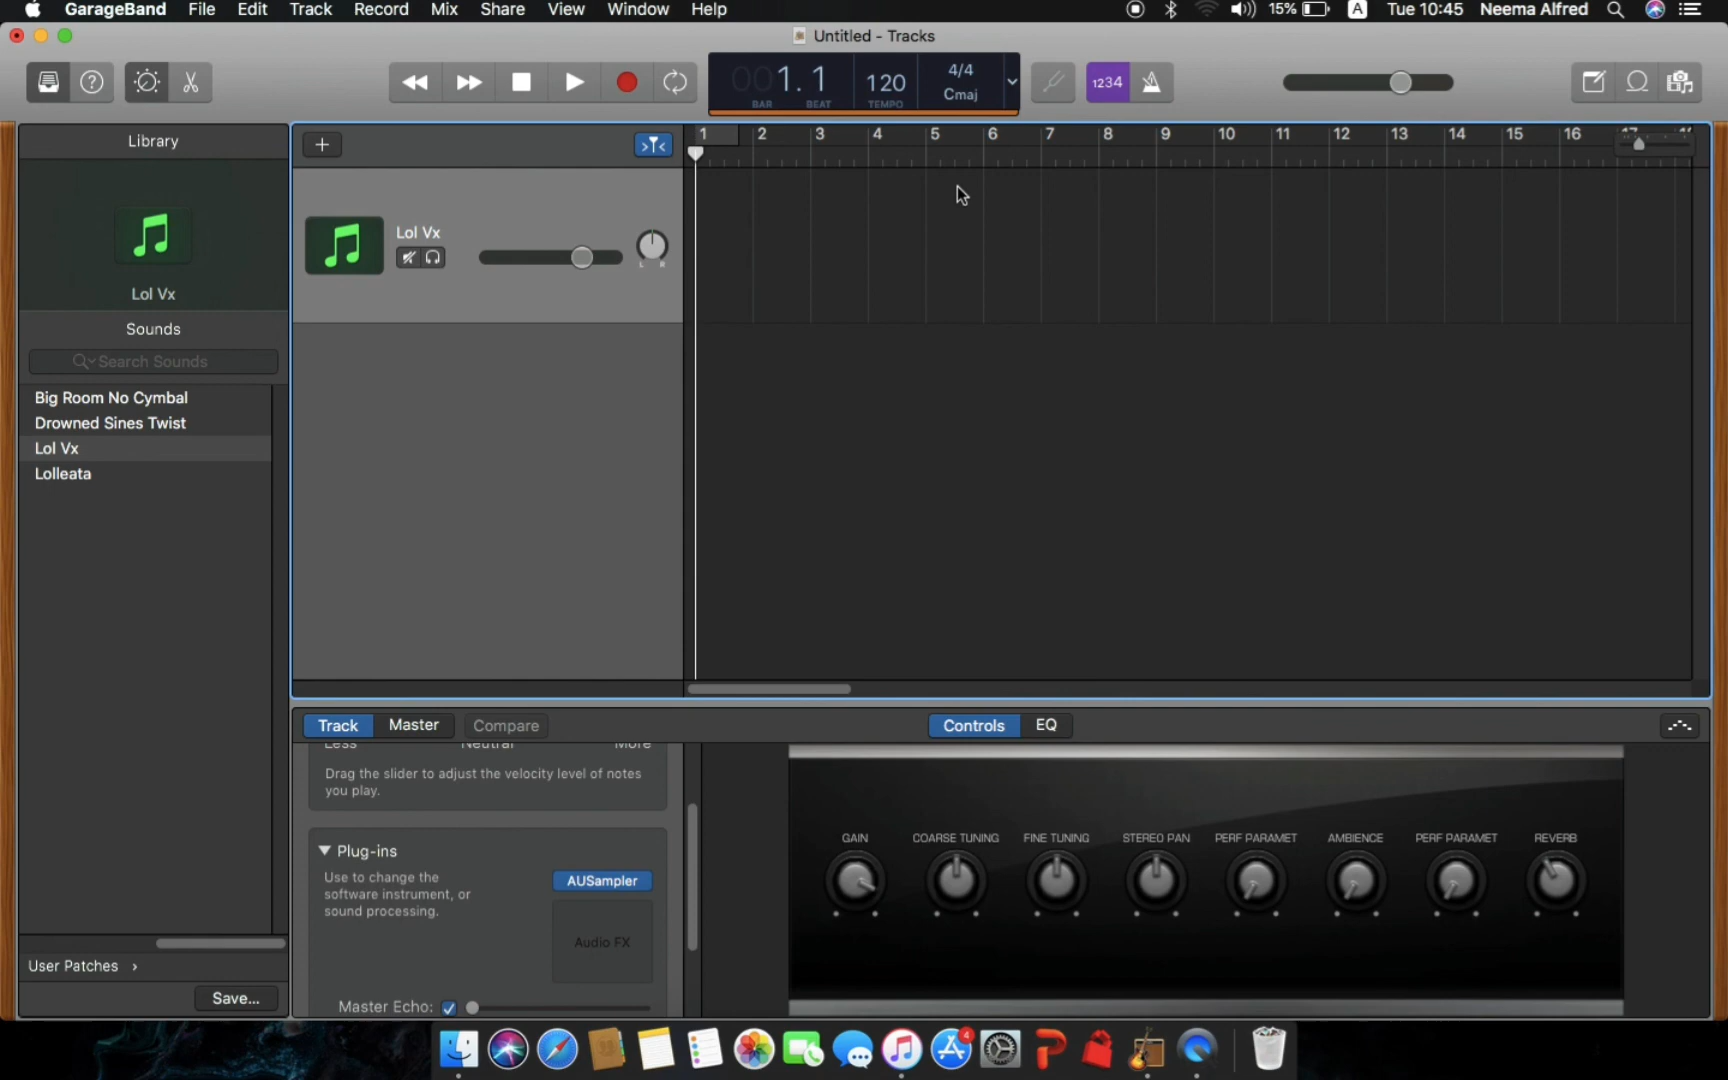 GarageBand File Edit Track Record Mix Share View Window Help 15% A Tue 10:45 Neema Alfred
Untitled - Tracks
001.1 120 4/4
BAR BEAT TEMPO Cmaj
1234
Library
1 2 3 4 5 6 7 8 9 10 11 12 13 14 15 16
Lol Vx
L R
Lol Vx
Sounds
Search Sounds
Big Room No Cymbal
Drowned Sines Twist
Lol Vx
Lolleata
User Patches ›
Save...
Track Master Compare Controls EQ
Less Neutral More
Drag the slider to adjust the velocity level of notes
you play.
Plug-ins
Use to change the
software instrument, or
sound processing.
AUSampler
Audio FX
Master Echo:
GAIN COARSE TUNING FINE TUNING STEREO PAN PERF PARAMET AMBIENCE PERF PARAMET REVERB
4